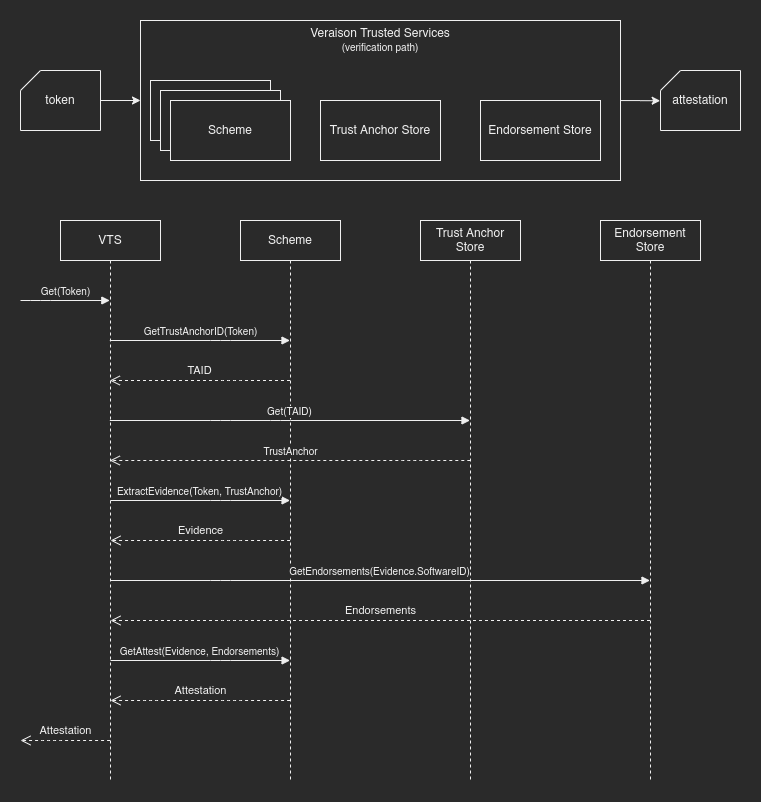 Veraison Trusted Services
(verification path)
token
Scheme
Trust Anchor Store
Endorsement Store
attestation
VTS
Scheme
Trust Anchor
Store
Endorsement
Store
Get(Token)
GetTrustAnchorID(Token)
TAID
Get(TAID)
TrustAnchor
ExtractEvidence(Token, TrustAnchor)
Evidence
GetEndorsements(Evidence.SoftwareID)
Endorsements
GetAttest(Evidence, Endorsements)
Attestation
Attestation